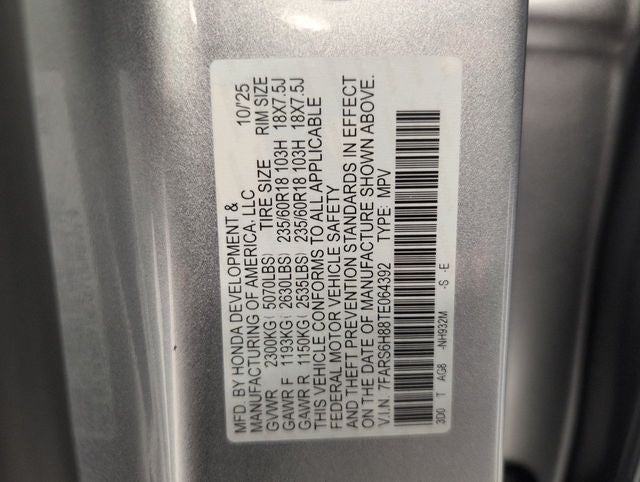 MFD. BY HONDA DEVELOPMENT & 10/25
MANUFACTURING OF AMERICA, LLC
TIRE SIZE RIM SIZE
GVWR 2300KG ( 5070LBS)
GAWR F 1193KG ( 2630LBS) 235/60R18 103H 18X7.5J
GAWR R 1150KG ( 2535LBS) 235/60R18 103H 18X7.5J
THIS VEHICLE CONFORMS TO ALL APPLICABLE
FEDERAL MOTOR VEHICLE SAFETY
AND THEFT PREVENTION STANDARDS IN EFFECT
ON THE DATE OF MANUFACTURE SHOWN ABOVE.
V.I.N. 7FARS6H88TE064392 TYPE: MPV
3D0 T AG8 -NH932M -S -E